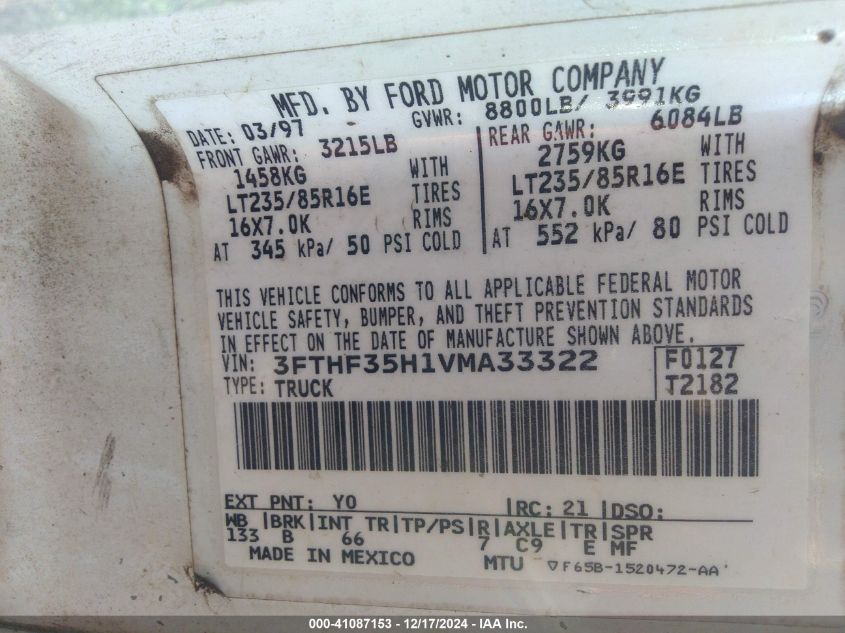 MFD. BY FORD MOTOR COMPANY
DATE: 03/97 GVWR: 8800LB/ 3991KG
FRONT GAWR: 3215LB REAR GAWR: 6084LB
1458KG WITH 2759KG WITH
LT235/85R16E TIRES LT235/85R16E TIRES
16X7.0K RIMS 16X7.0K RIMS
AT 345 kPa/ 50 PSI COLD AT 552 kPa/ 80 PSI COLD
THIS VEHICLE CONFORMS TO ALL APPLICABLE FEDERAL MOTOR
VEHICLE SAFETY, BUMPER, AND THEFT PREVENTION STANDARDS
IN EFFECT ON THE DATE OF MANUFACTURE SHOWN ABOVE.
VIN: 3FTHF35H1VMA33322 F0127
TYPE: TRUCK T2182
EXT PNT: YO RC: 21 DSO:
WB BRK INT TR TP/PS R AXLE TR SPR
133 B 66 7 C9 E MF
MADE IN MEXICO MTU F65B-1520472-AA
000-41087153 - 12/17/2024 - IAA Inc.